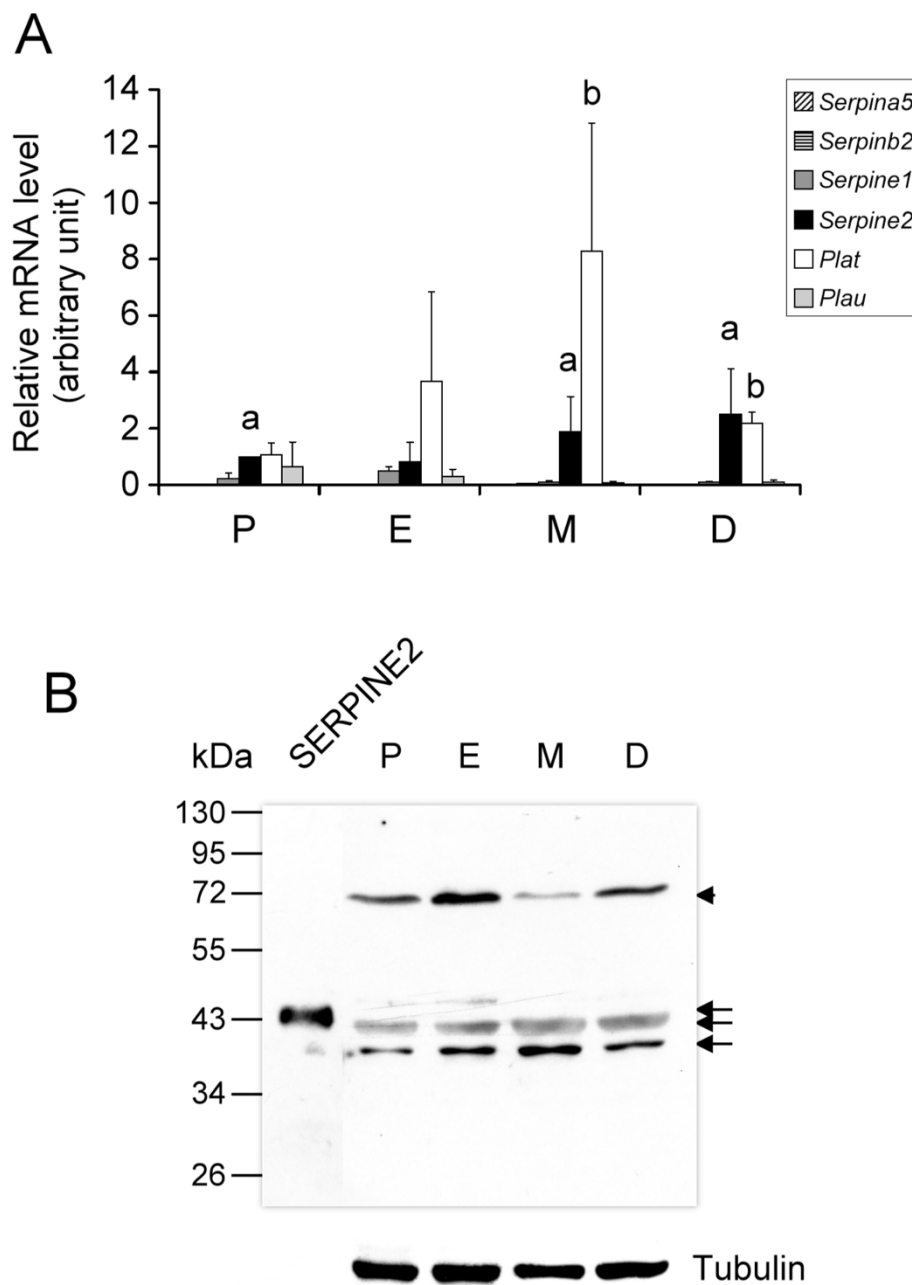 A
Relative mRNA level
(arbitrary unit)
14
12
10
8
6
4
2
0
a
a
b
a
b
P E M D
Serpina5
Serpinb2
Serpine1
Serpine2
Plat
Plau
B
kDa
SERPINE2
P E M D
130
95
72
55
43
34
26
Tubulin